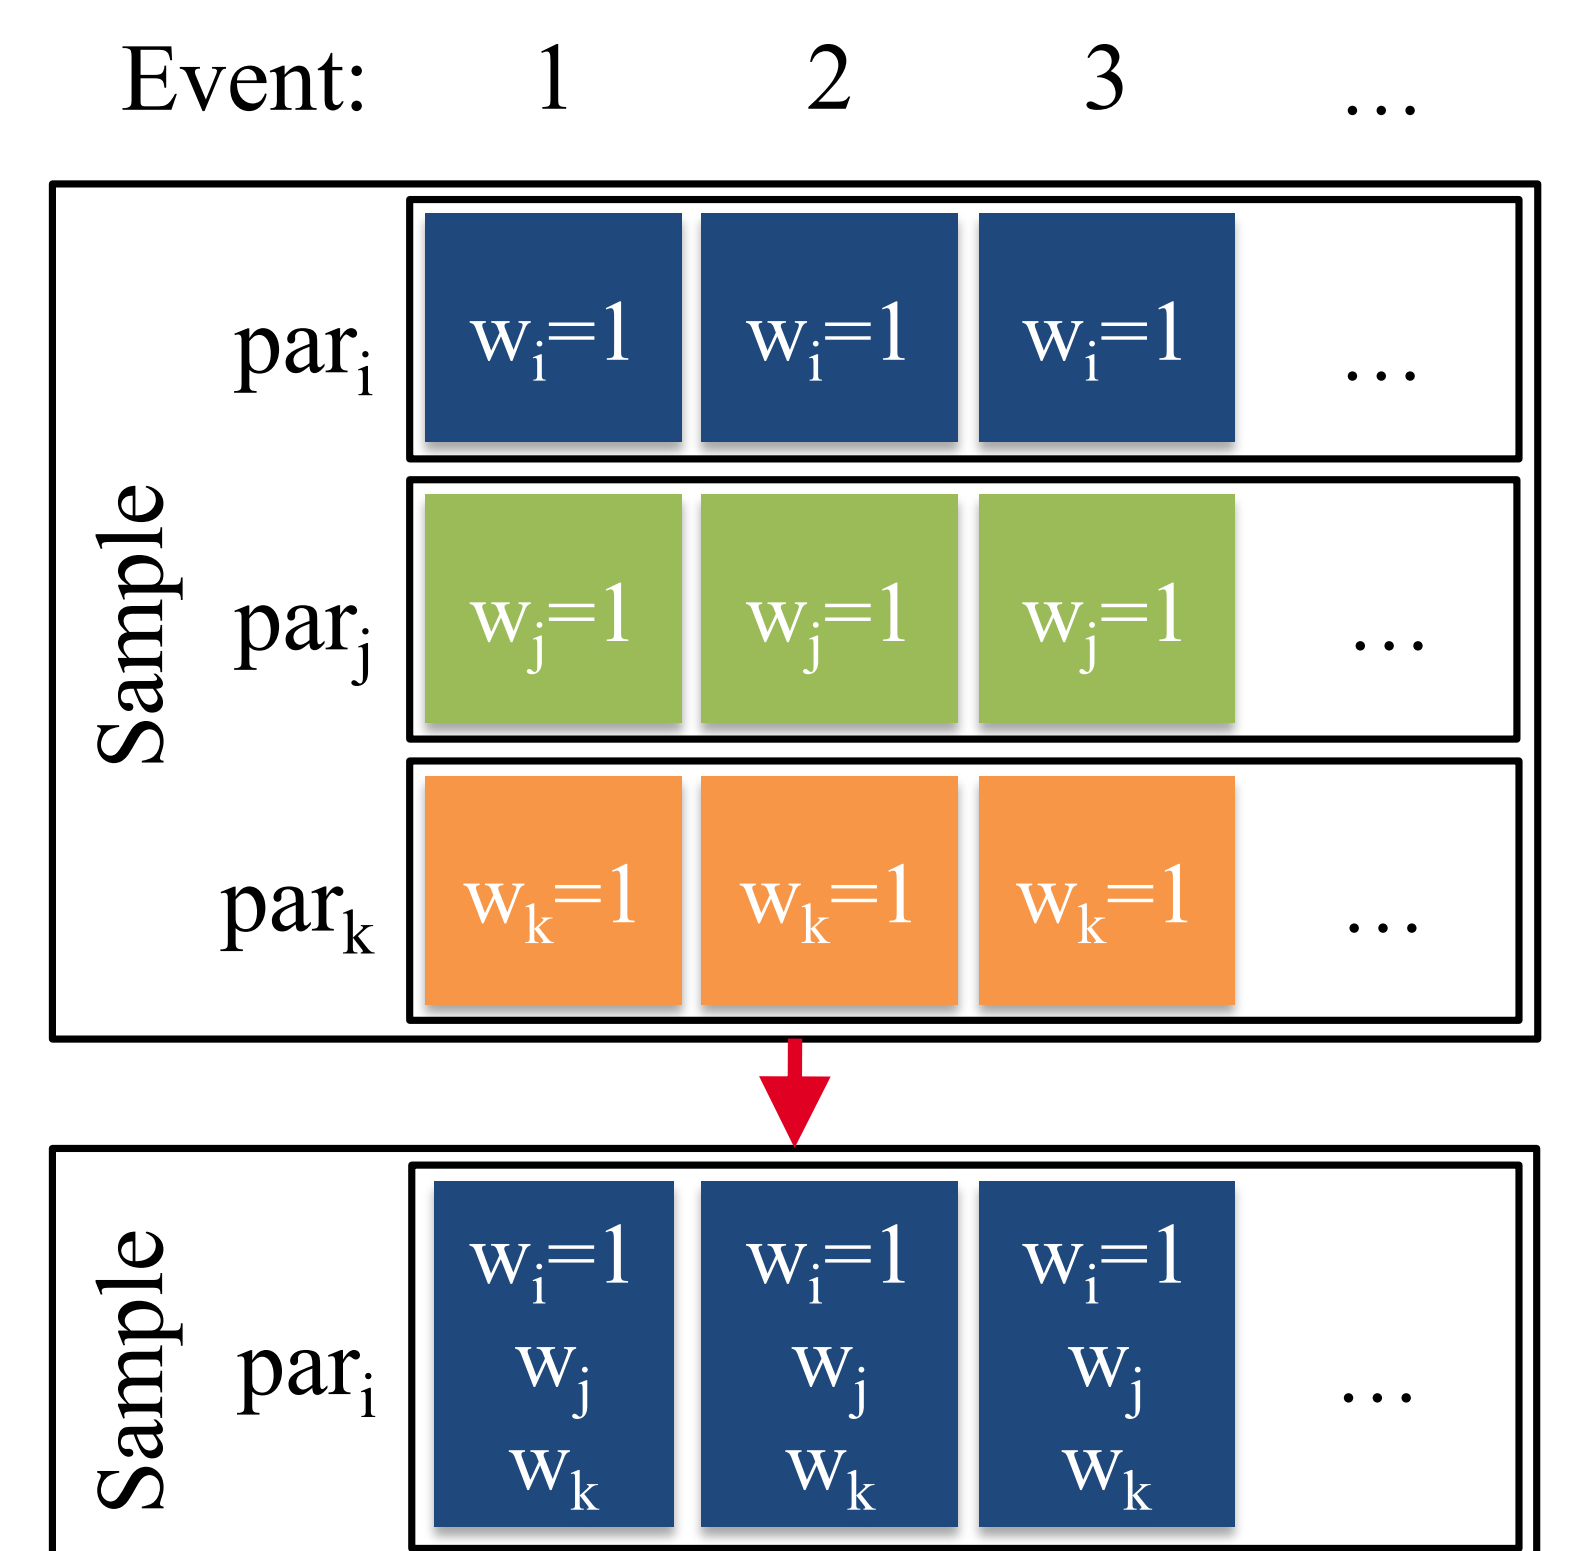 Event: 1 2 3 ...
Sample
par_i w_i=1 w_i=1 w_i=1 ...
par_j w_j=1 w_j=1 w_j=1 ...
par_k w_k=1 w_k=1 w_k=1 ...
Sample
par_i
w_i=1 w_i=1 w_i=1
w_j w_j w_j ...
w_k w_k w_k